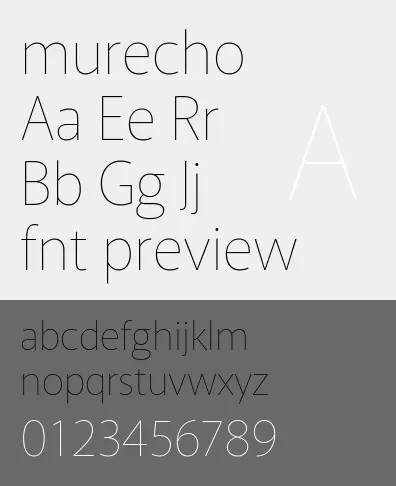 murecho
Aa Ee Rr
A
Bb Gg Jj
fnt preview
abcdefghijklm
nopqrstuvwxyz
0123456789